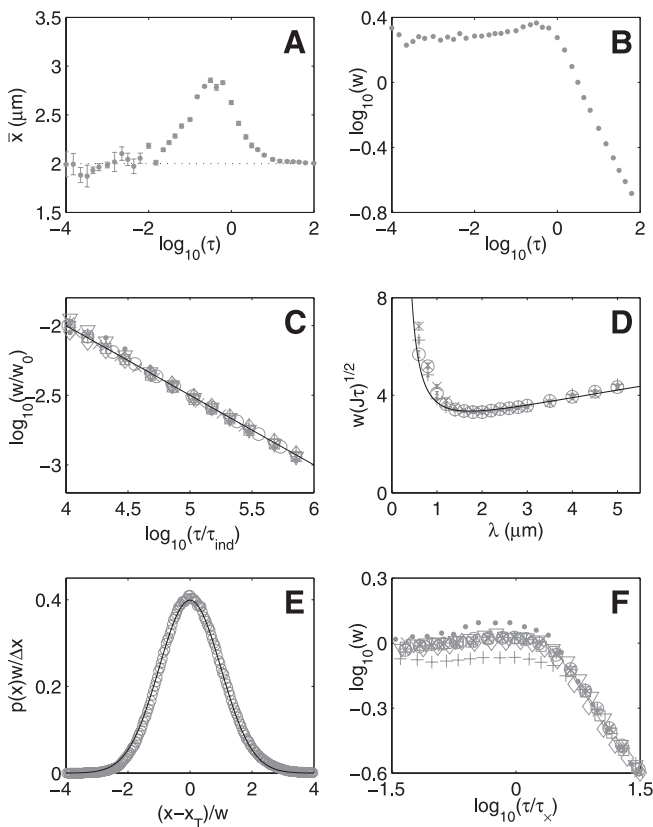 3.5
3
2.5
2
1.5
A
x̄ (μm)
−4 −2 0 2
log10(τ)
0.4
0
−0.4
−0.8
B
log10(w)
−4 −2 0 2
log10(τ)
−2
−2.5
−3
C
log10(w/w0)
4 4.5 5 5.5 6
log10(τ/τind)
8
4
0
D
w(Jτ)1/2
0 1 2 3 4 5
λ (μm)
0.4
0.2
0
E
p(x)w/Δx
−4 −2 0 2 4
(x−xT)/w
0.3
0
−0.3
−0.6
F
log10(w)
−1.5 0 1.5
log10(τ/τ×)